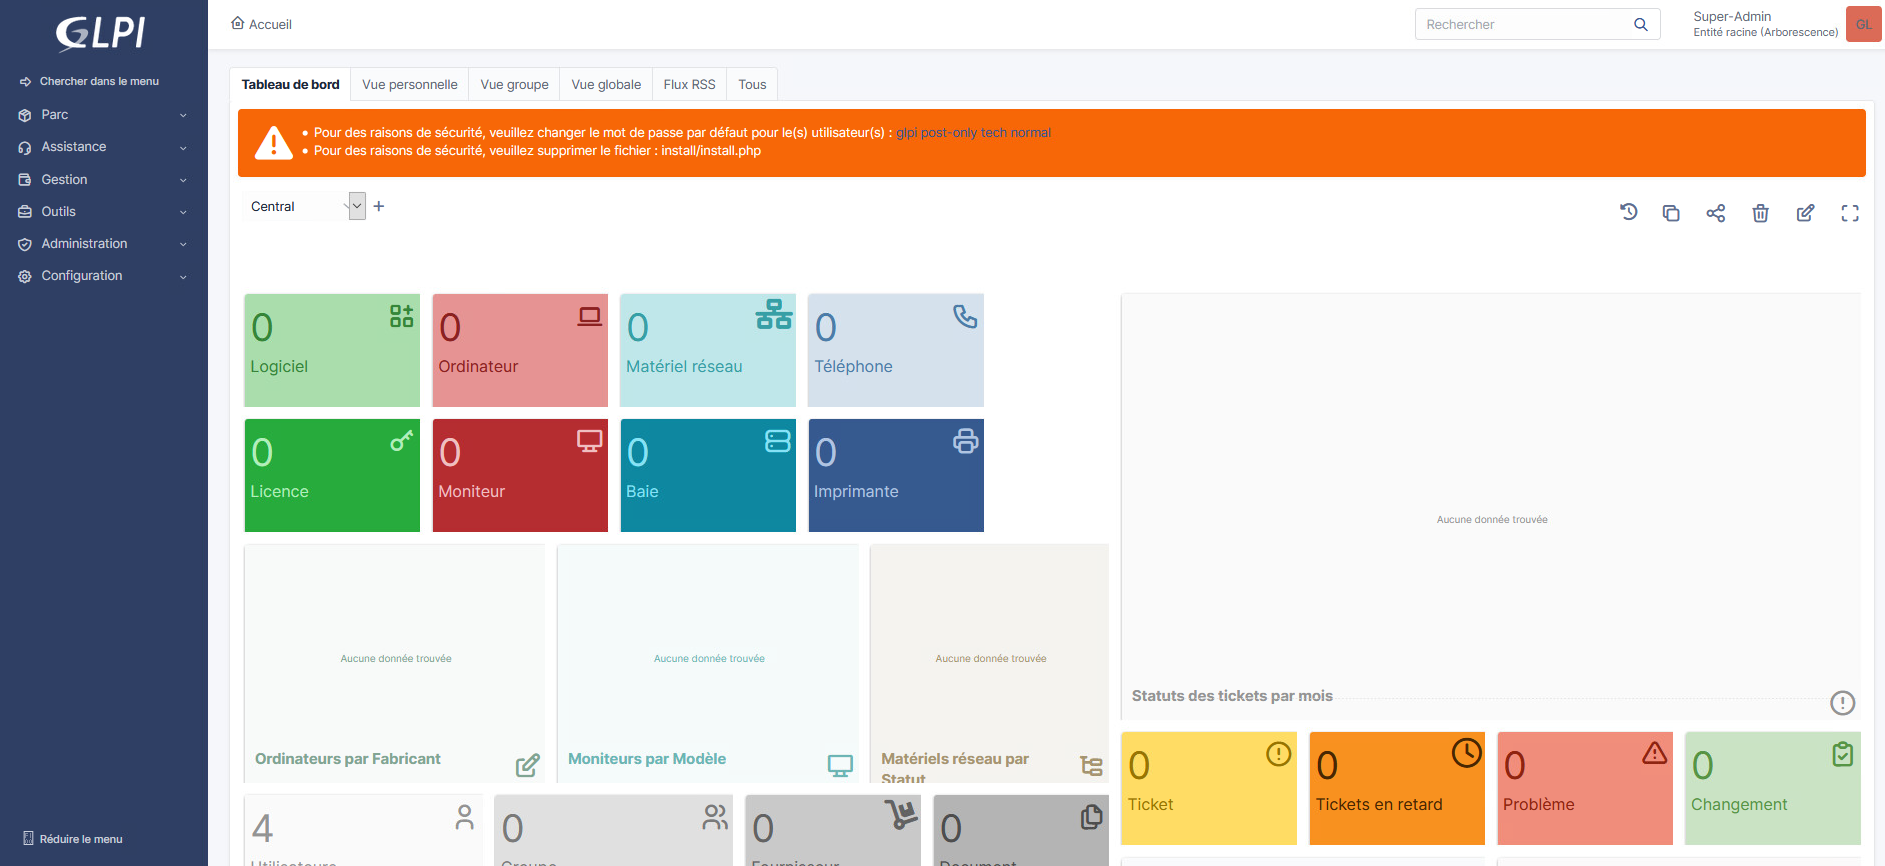 GLPI
Chercher dans le menu
Parc
Assistance
Gestion
Outils
Administration
Configuration
Réduire le menu
Accueil
Rechercher
Super-Admin
Entité racine (Arborescence)
GL
Tableau de bord
Vue personnelle
Vue groupe
Vue globale
Flux RSS
Tous
• Pour des raisons de sécurité, veuillez changer le mot de passe par défaut pour le(s) utilisateur(s) : glpi post-only tech normal
• Pour des raisons de sécurité, veuillez supprimer le fichier : install/install.php
Central
0
Logiciel
0
Ordinateur
0
Matériel réseau
0
Téléphone
0
Licence
0
Moniteur
0
Baie
0
Imprimante
Aucune donnée trouvée
Statuts des tickets par mois
Aucune donnée trouvée
Ordinateurs par Fabricant
Aucune donnée trouvée
Moniteurs par Modèle
Aucune donnée trouvée
Matériels réseau par
Statut
0
Ticket
0
Tickets en retard
0
Problème
0
Changement
4
Utilisateurs
0
Groupe
0
Fournisseur
0
Document